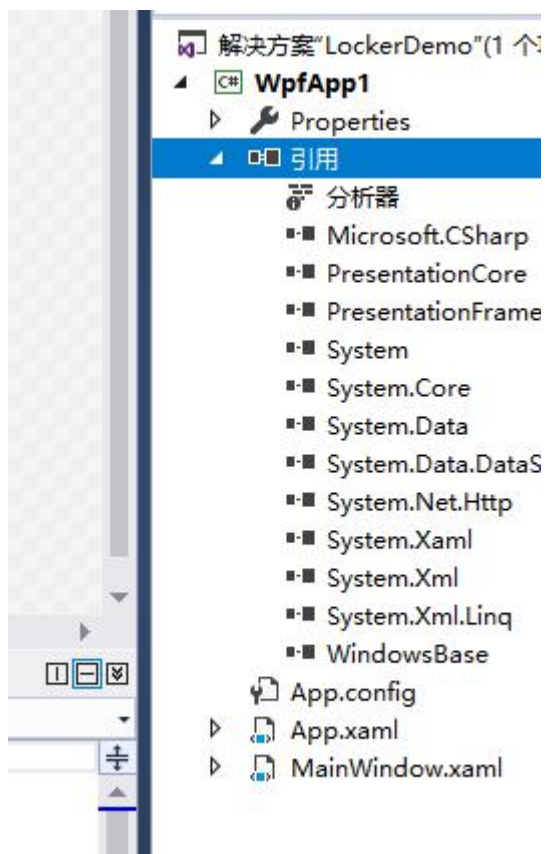 解决方案"LockerDemo"(1 个
C# WpfApp1
Properties
引用
分析器
Microsoft.CSharp
PresentationCore
PresentationFrame
System
System.Core
System.Data
System.Data.DataS
System.Net.Http
System.Xaml
System.Xml
System.Xml.Linq
WindowsBase
App.config
App.xaml
MainWindow.xaml